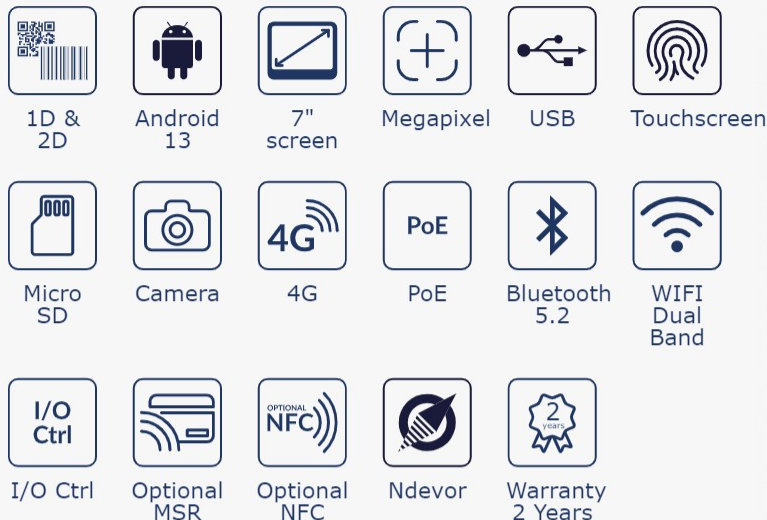 1D & 2D
Android 13
7" screen
Megapixel
USB
Touchscreen
4G
PoE
Micro SD
Camera
4G
PoE
Bluetooth 5.2
WIFI Dual Band
I/O Ctrl
OPTIONAL NFC
2 years
I/O Ctrl
Optional MSR
Optional NFC
Ndevor
Warranty 2 Years